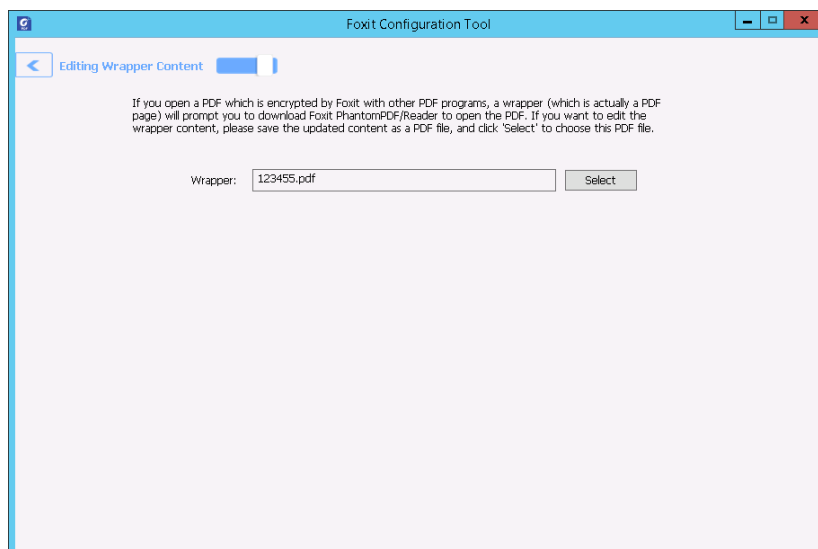 Foxit Configuration Tool
Editing Wrapper Content
If you open a PDF which is encrypted by Foxit with other PDF programs, a wrapper (which is actually a PDF
page) will prompt you to download Foxit PhantomPDF/Reader to open the PDF. If you want to edit the
wrapper content, please save the updated content as a PDF file, and click 'Select' to choose this PDF file.
Wrapper: 123455.pdf Select